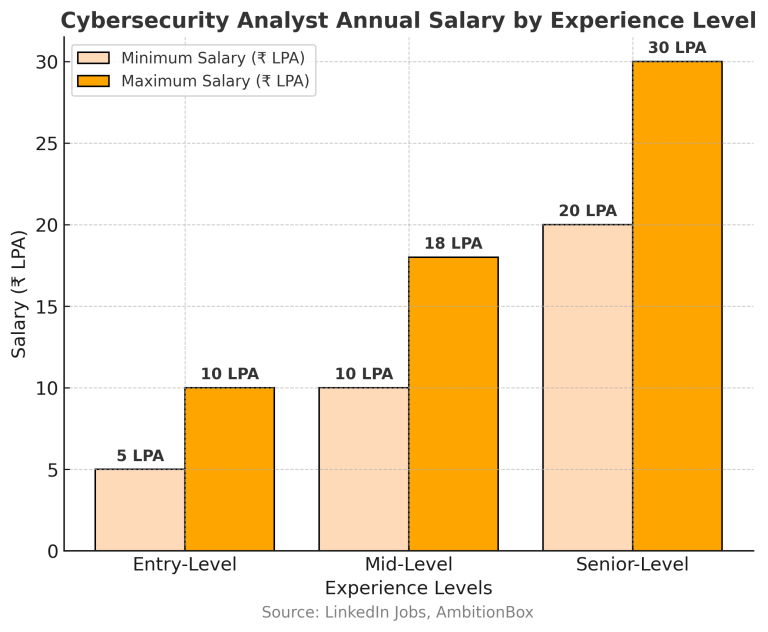 Cybersecurity Analyst Annual Salary by Experience Level
Minimum Salary (₹ LPA)
Maximum Salary (₹ LPA)
Salary (₹ LPA)
30
25
20
15
10
5
0
5 LPA
10 LPA
10 LPA
18 LPA
20 LPA
30 LPA
Entry-Level
Mid-Level
Senior-Level
Experience Levels
Source: LinkedIn Jobs, AmbitionBox